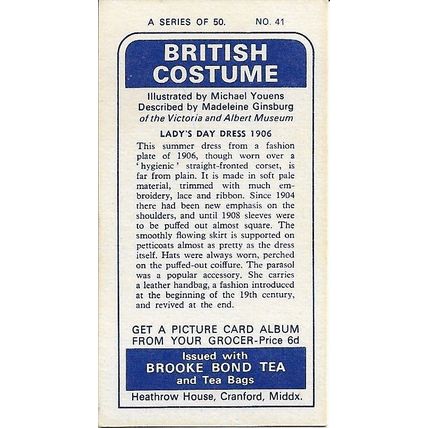 A SERIES OF 50. NO. 41
BRITISH
COSTUME
Illustrated by Michael Youens
Described by Madeleine Ginsburg
of the Victoria and Albert Museum
LADY'S DAY DRESS 1906
This summer dress from a fashion
plate of 1906, though worn over a
'hygienic' straight-fronted corset, is
far from plain. It is made in soft pale
material, trimmed with much em-
broidery, lace and ribbon. Since 1904
there had been new emphasis on the
shoulders, and until 1908 sleeves were
to be puffed out almost square. The
smoothly flowing skirt is supported on
petticoats almost as pretty as the dress
itself. Hats were always worn, perched
on the puffed-out coiffure. The parasol
was a popular accessory. She carries
a leather handbag, a fashion introduced
at the beginning of the 19th century,
and revived at the end.
GET A PICTURE CARD ALBUM
FROM YOUR GROCER-Price 6d
Issued with
BROOKE BOND TEA
and Tea Bags
Heathrow House, Cranford, Middx.